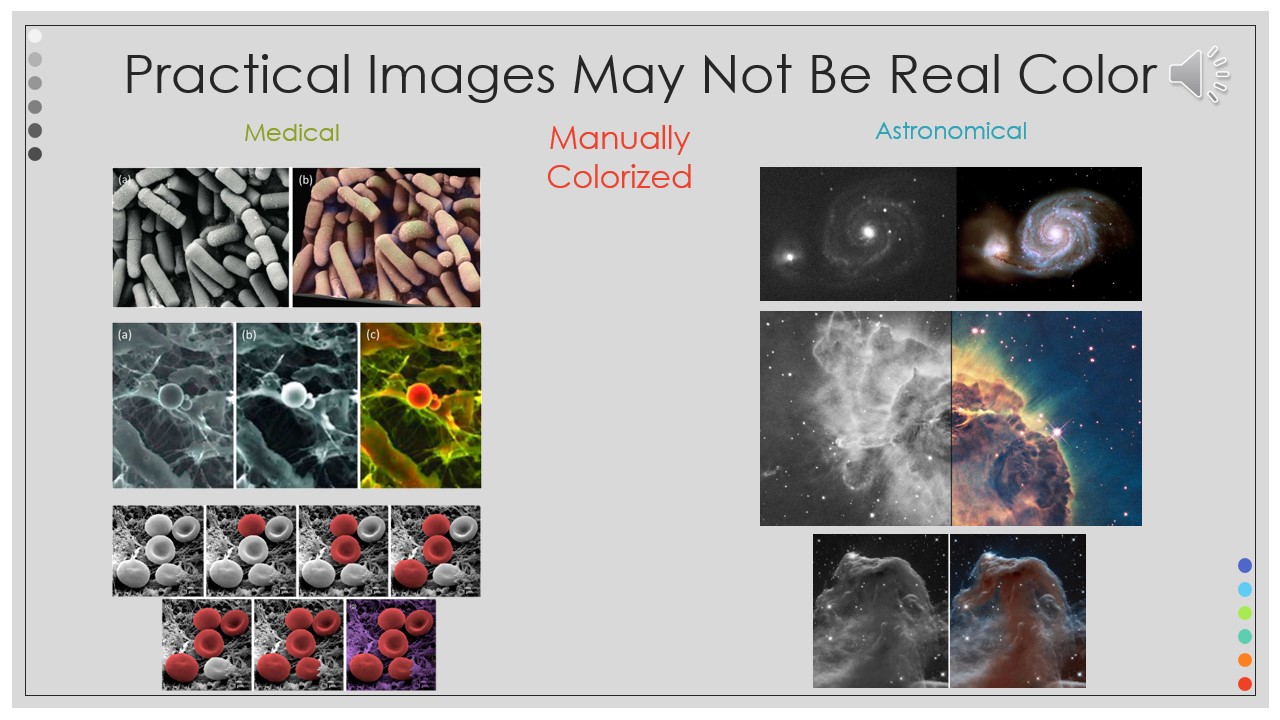 Practical Images May Not Be Real Color
Medical
Manually
Colorized
Astronomical
(a)
(b)
(a)
(b)
(c)